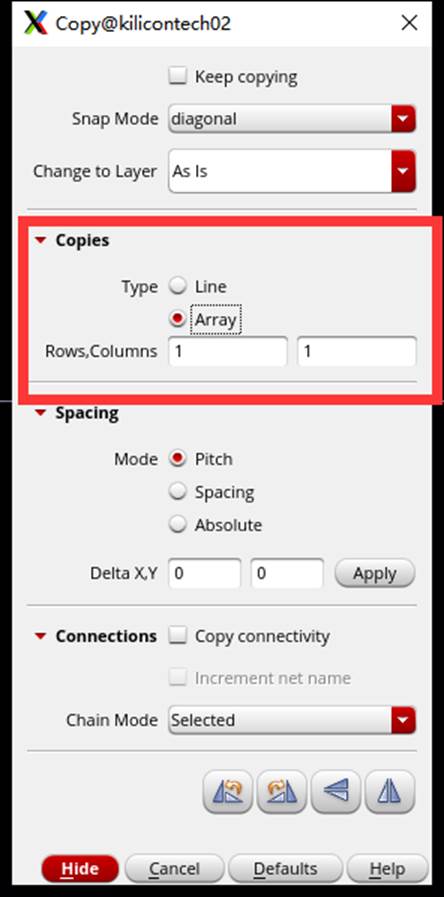 Copy@kilicontech02
Keep copying
Snap Mode diagonal
Change to Layer As Is
Copies
Type Line
Array
Rows,Columns 1 1
Spacing
Mode Pitch
Spacing
Absolute
Delta X,Y 0 0 Apply
Connections Copy connectivity
Increment net name
Chain Mode Selected
Hide Cancel Defaults Help